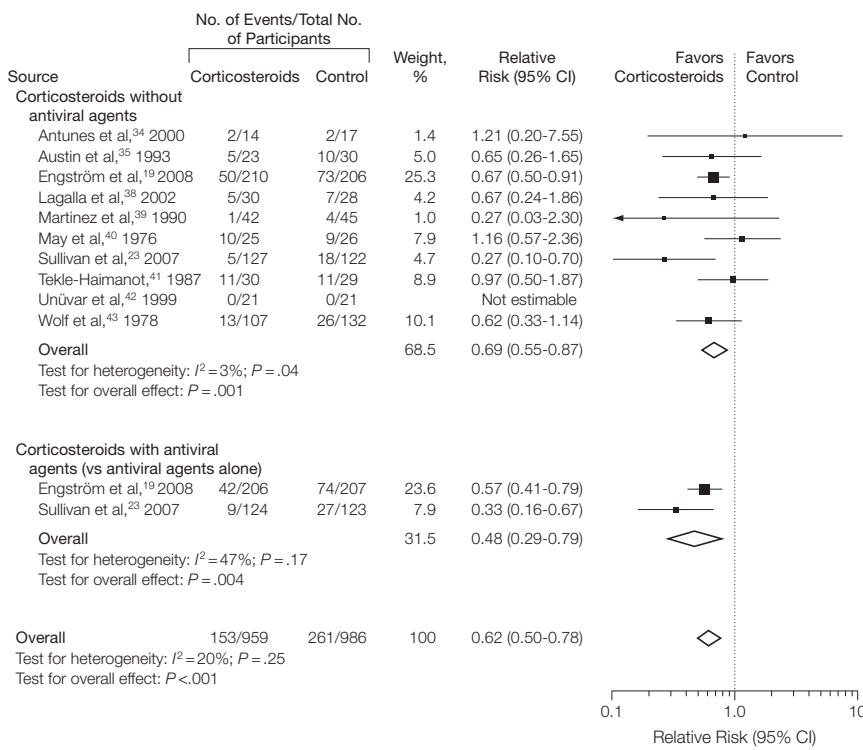 No. of Events/Total No.
of Participants
Source Corticosteroids Control Weight, % Relative Risk (95% CI) Favors Corticosteroids Favors Control
Corticosteroids without
antiviral agents
Antunes et al,34 2000 2/14 2/17 1.4 1.21 (0.20-7.55)
Austin et al,35 1993 5/23 10/30 5.0 0.65 (0.26-1.65)
Engström et al,19 2008 50/210 73/206 25.3 0.67 (0.50-0.91)
Lagalla et al,38 2002 5/30 7/28 4.2 0.67 (0.24-1.86)
Martinez et al,39 1990 1/42 4/45 1.0 0.27 (0.03-2.30)
May et al,40 1976 10/25 9/26 7.9 1.16 (0.57-2.36)
Sullivan et al,23 2007 5/127 18/122 4.7 0.27 (0.10-0.70)
Tekle-Haimanot,41 1987 11/30 11/29 8.9 0.97 (0.50-1.87)
Unüvar et al,42 1999 0/21 0/21 Not estimable
Wolf et al,43 1978 13/107 26/132 10.1 0.62 (0.33-1.14)
Overall 68.5 0.69 (0.55-0.87)
Test for heterogeneity: I2 = 3%; P = .04
Test for overall effect: P = .001
Corticosteroids with antiviral
agents (vs antiviral agents alone)
Engström et al,19 2008 42/206 74/207 23.6 0.57 (0.41-0.79)
Sullivan et al,23 2007 9/124 27/123 7.9 0.33 (0.16-0.67)
Overall 31.5 0.48 (0.29-0.79)
Test for heterogeneity: I2 = 47%; P = .17
Test for overall effect: P = .004
Overall 153/959 261/986 100 0.62 (0.50-0.78)
Test for heterogeneity: I2 = 20%; P = .25
Test for overall effect: P <.001
0.1 1.0 10
Relative Risk (95% CI)